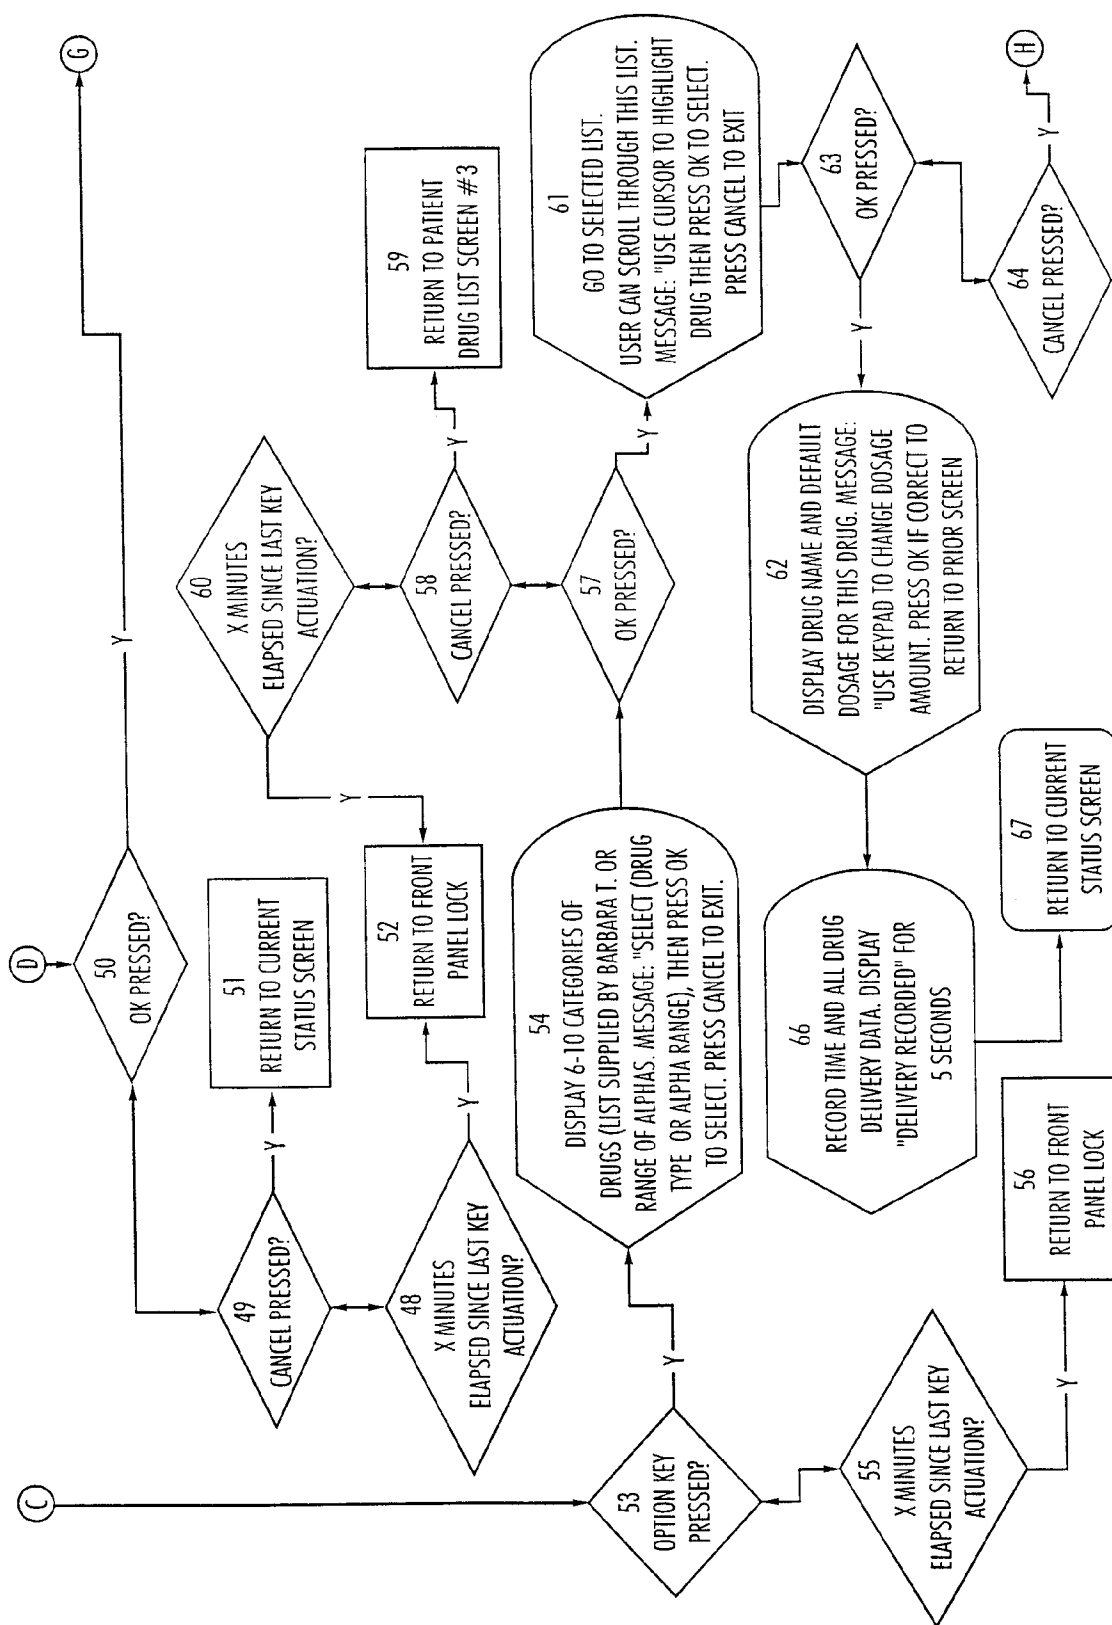 D
50
OK PRESSED?
Y
G
49
CANCEL PRESSED?
Y
51
RETURN TO CURRENT
STATUS SCREEN
48
X MINUTES
ELAPSED SINCE LAST KEY
ACTUATION?
Y
52
RETURN TO FRONT
PANEL LOCK
Y
60
X MINUTES
ELAPSED SINCE LAST KEY
ACTUATION?
58
CANCEL PRESSED?
Y
59
RETURN TO PATIENT
DRUG LIST SCREEN #3
C
53
OPTION KEY
PRESSED?
Y
54
DISPLAY 6-10 CATEGORIES OF
DRUGS (LIST SUPPLIED BY BARBARA T. OR
RANGE OF ALPHAS. MESSAGE: "SELECT (DRUG
TYPE OR ALPHA RANGE), THEN PRESS OK
TO SELECT. PRESS CANCEL TO EXIT.
57
OK PRESSED?
Y
61
GO TO SELECTED LIST.
USER CAN SCROLL THROUGH THIS LIST.
MESSAGE: "USE CURSOR TO HIGHLIGHT
DRUG THEN PRESS OK TO SELECT.
PRESS CANCEL TO EXIT
55
X MINUTES
ELAPSED SINCE LAST KEY
ACTUATION?
Y
56
RETURN TO FRONT
PANEL LOCK
66
RECORD TIME AND ALL DRUG
DELIVERY DATA. DISPLAY
"DELIVERY RECORDED" FOR
5 SECONDS
67
RETURN TO CURRENT
STATUS SCREEN
62
DISPLAY DRUG NAME AND DEFAULT
DOSAGE FOR THIS DRUG. MESSAGE:
"USE KEYPAD TO CHANGE DOSAGE
AMOUNT. PRESS OK IF CORRECT TO
RETURN TO PRIOR SCREEN
Y
63
OK PRESSED?
64
CANCEL PRESSED?
Y
H